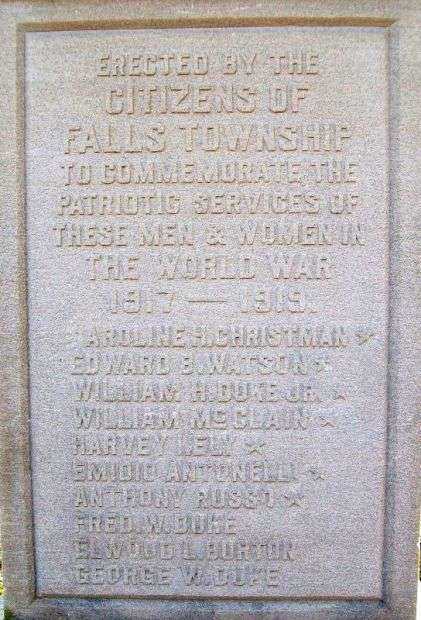 ERECTED BY THE
CITIZENS OF
FALLS TOWNSHIP
TO COMMEMORATE THE
PATRIOTIC SERVICES OF
THESE MEN & WOMEN IN
THE WORLD WAR
1917 — 1919.
AROLINE H. CHRISTMAN ★
EDWARD B. WATSON ★
WILLIAM H. DUKE JR. ★
WILLIAM McCLAIN ★
HARVEY I. ELY ★
EMIDIO ANTONELLI ★
ANTHONY RUSSO ★
FRED. W. DUKE
ELWOOD L. BURTON
GEORGE W. DUKE